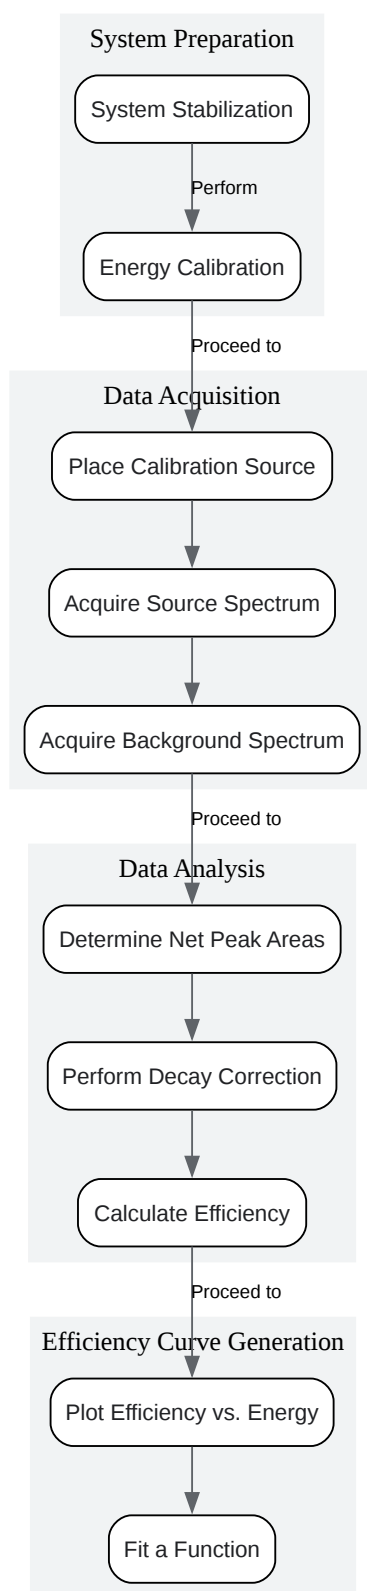 System Preparation
System Stabilization
Perform
Energy Calibration
Proceed to
Data Acquisition
Place Calibration Source
Acquire Source Spectrum
Acquire Background Spectrum
Proceed to
Data Analysis
Determine Net Peak Areas
Perform Decay Correction
Calculate Efficiency
Proceed to
Efficiency Curve Generation
Plot Efficiency vs. Energy
Fit a Function